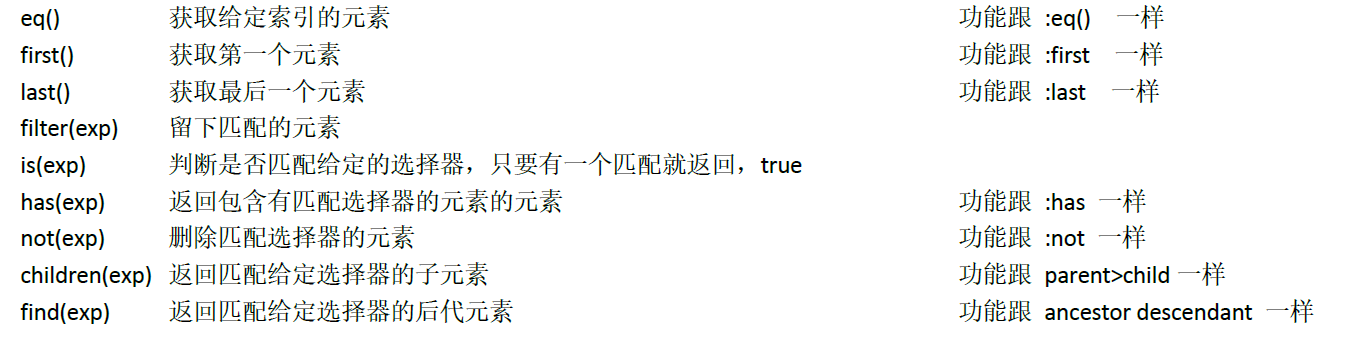 eq() 获取给定索引的元素 功能跟 :eq() 一样
first() 获取第一个元素 功能跟 :first 一样
last() 获取最后一个元素 功能跟 :last 一样
filter(exp) 留下匹配的元素
is(exp) 判断是否匹配给定的选择器，只要有一个匹配就返回，true
has(exp) 返回包含有匹配选择器的元素的元素 功能跟 :has 一样
not(exp) 删除匹配选择器的元素 功能跟 :not 一样
children(exp) 返回匹配给定选择器的子元素 功能跟 parent>child 一样
find(exp) 返回匹配给定选择器的后代元素 功能跟 ancestor descendant 一样